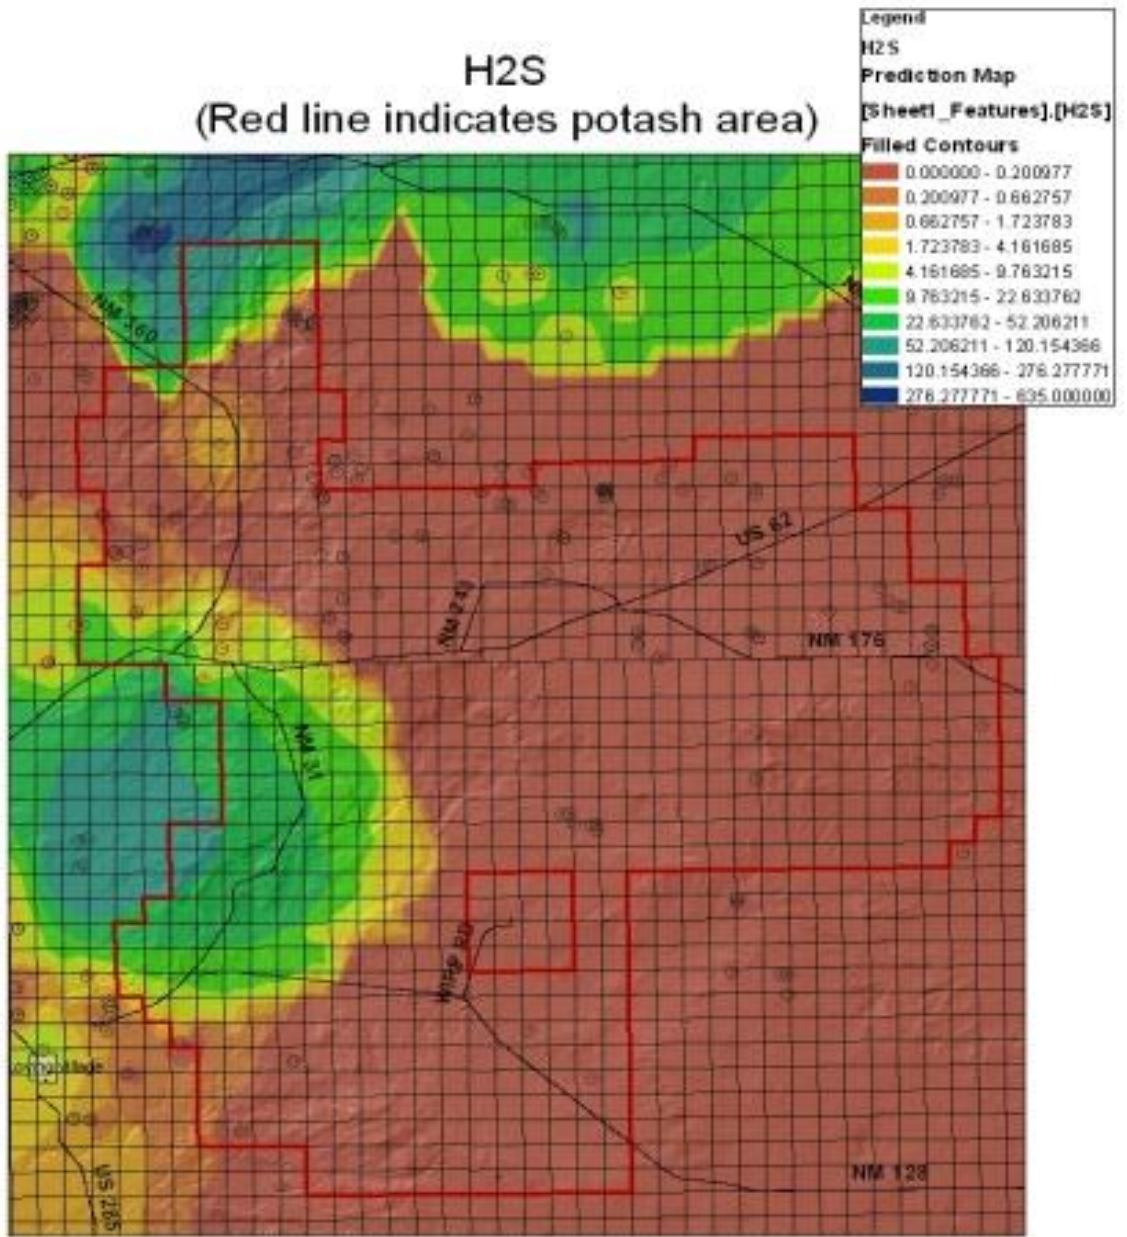 H2S
(Red line indicates potash area)
Legend
H2S
Prediction Map
[Sheet1_Features].[H2S]
Filled Contours
0.000000 - 0.200977
0.200977 - 0.662757
0.662757 - 1.723783
1.723783 - 4.161685
4.161685 - 9.763215
9.763215 - 22.633762
22.633762 - 52.206211
52.206211 - 120.154366
120.154366 - 276.277771
276.277771 - 635.000000
NM 360
US 62
NM 243
NM 176
NM 31
Wipp Rd
NM 128
US 285